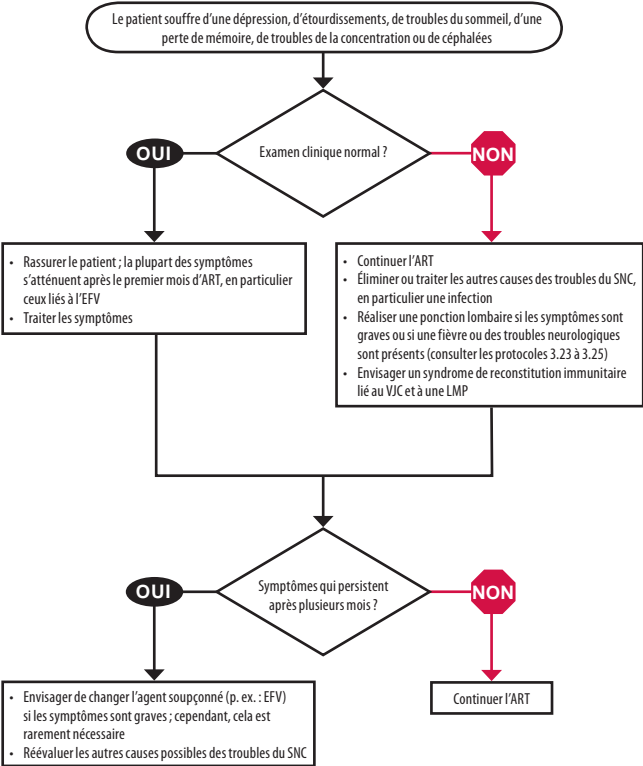 Le patient souffre d'une dépression, d'étourdissements, de troubles du sommeil, d'une
perte de mémoire, de troubles de la concentration ou de céphalées
OUI
Examen clinique normal ?
NON
• Rassurer le patient ; la plupart des symptômes
s'atténuent après le premier mois d'ART, en particulier
ceux liés à l'EFV
• Traiter les symptômes
• Continuer l'ART
• Éliminer ou traiter les autres causes des troubles du SNC,
en particulier une infection
• Réaliser une ponction lombaire si les symptômes sont
graves ou si une fièvre ou des troubles neurologiques
sont présents (consulter les protocoles 3.23 à 3.25)
• Envisager un syndrome de reconstitution immunitaire
lié au VJC et à une LMP
OUI
Symptômes qui persistent
après plusieurs mois ?
NON
• Envisager de changer l'agent soupçonné (p. ex. : EFV)
si les symptômes sont graves ; cependant, cela est
rarement nécessaire
• Réévaluer les autres causes possibles des troubles du SNC
Continuer l'ART